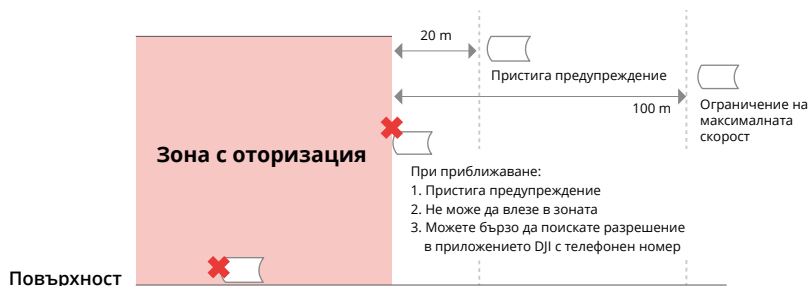 20 m
Пристига предупреждение
100 m
Ограничение на
максималната
скорост
Зона с оторизация
При приближаване:
1. Пристига предупреждение
2. Не може да влезе в зоната
3. Можете бързо да поискате разрешение
в приложението DJI с телефонен номер
Повърхност